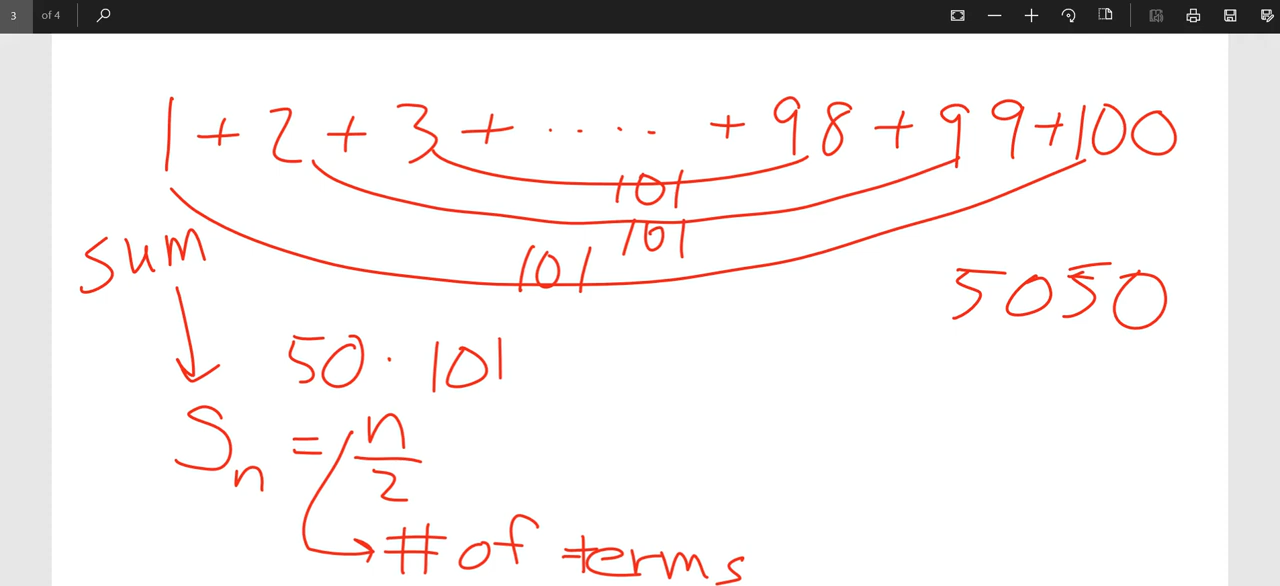 3 of 4
1 + 2 + 3 + ..... + 98 + 99 + 100
101
101
101
sum
5050
50 · 101
Sn = n/2
# of terms